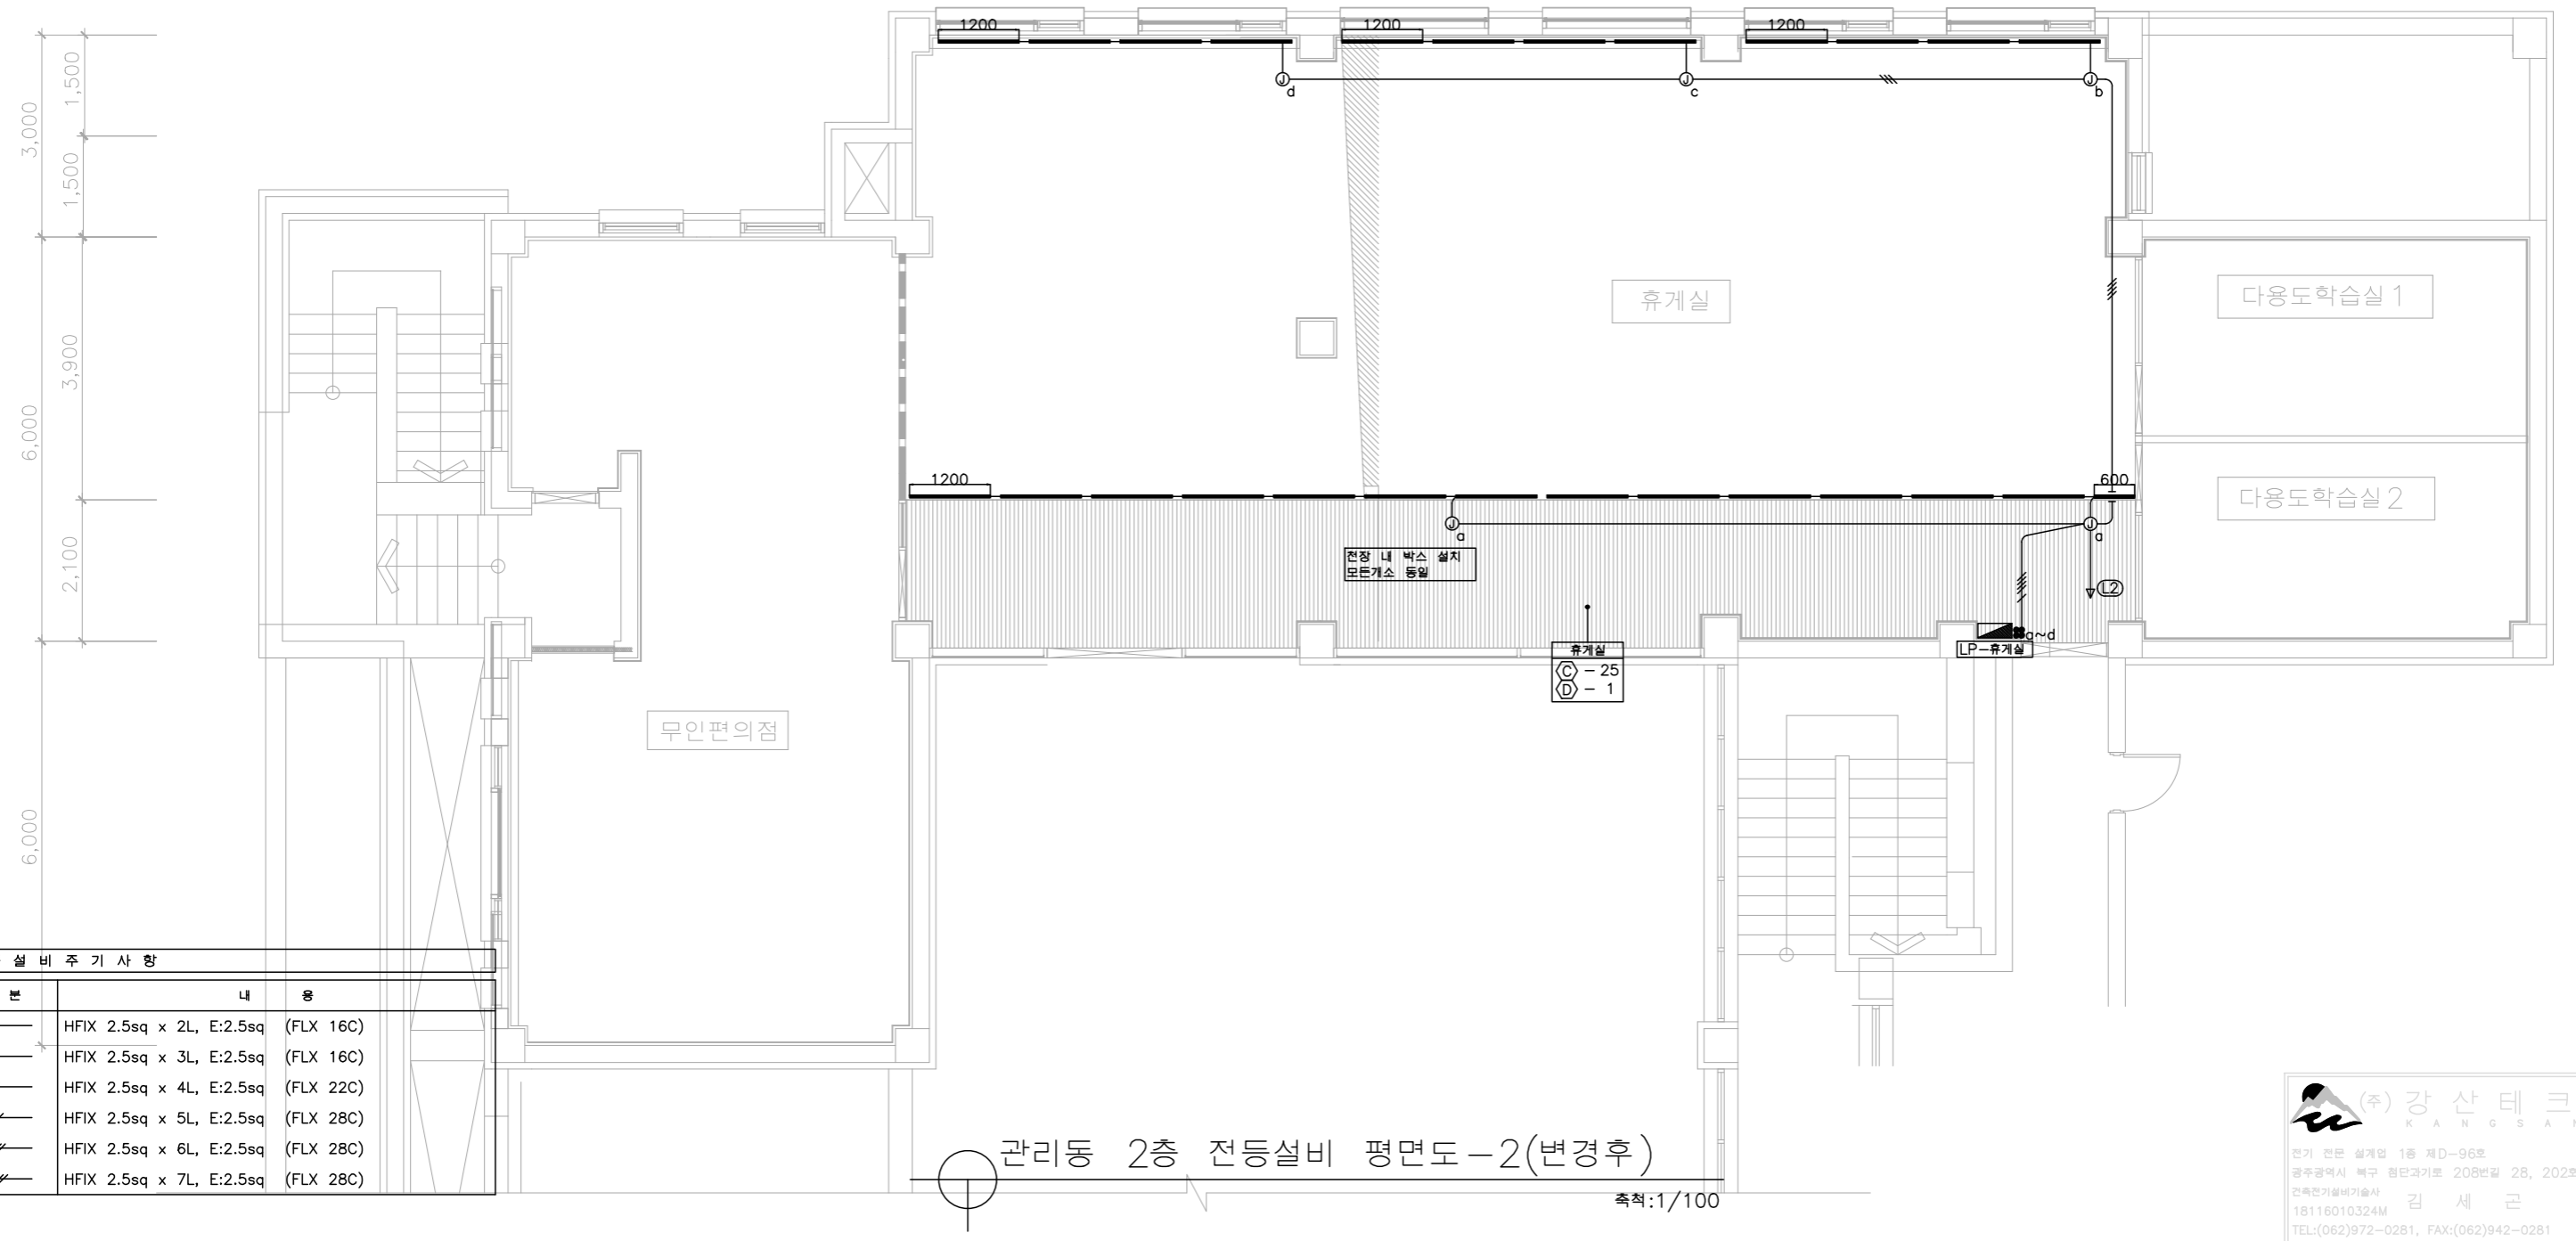 1200
1200
1200
1,500
3,000
1,500
J
d
J
c
J
b
휴게실
다용도학습실 1
3,900
6,000
1200
600
다용도학습실 2
J
a
J
a
2,100
전장 내 박스 설치
모든개소 동일
L2
a~d
LP-휴게실
휴게실
C - 25
D - 1
무인편의점
6,000
설 비 주 기 사 항
분
내 용
HFIX 2.5sq x 2L, E:2.5sq (FLX 16C)
HFIX 2.5sq x 3L, E:2.5sq (FLX 16C)
HFIX 2.5sq x 4L, E:2.5sq (FLX 22C)
HFIX 2.5sq x 5L, E:2.5sq (FLX 28C)
HFIX 2.5sq x 6L, E:2.5sq (FLX 28C)
HFIX 2.5sq x 7L, E:2.5sq (FLX 28C)
관리동 2층 전등설비 평면도-2(변경후)
축척:1/100
(주) 강 산 테 크
K A N G S A N
전기 전문 설계업 1종 제D-96호
광주광역시 북구 첨단과기로 208번길 28, 202호
건축전기설비기술사 김 세 곤
18116010324M
TEL:(062)972-0281, FAX:(062)942-0281